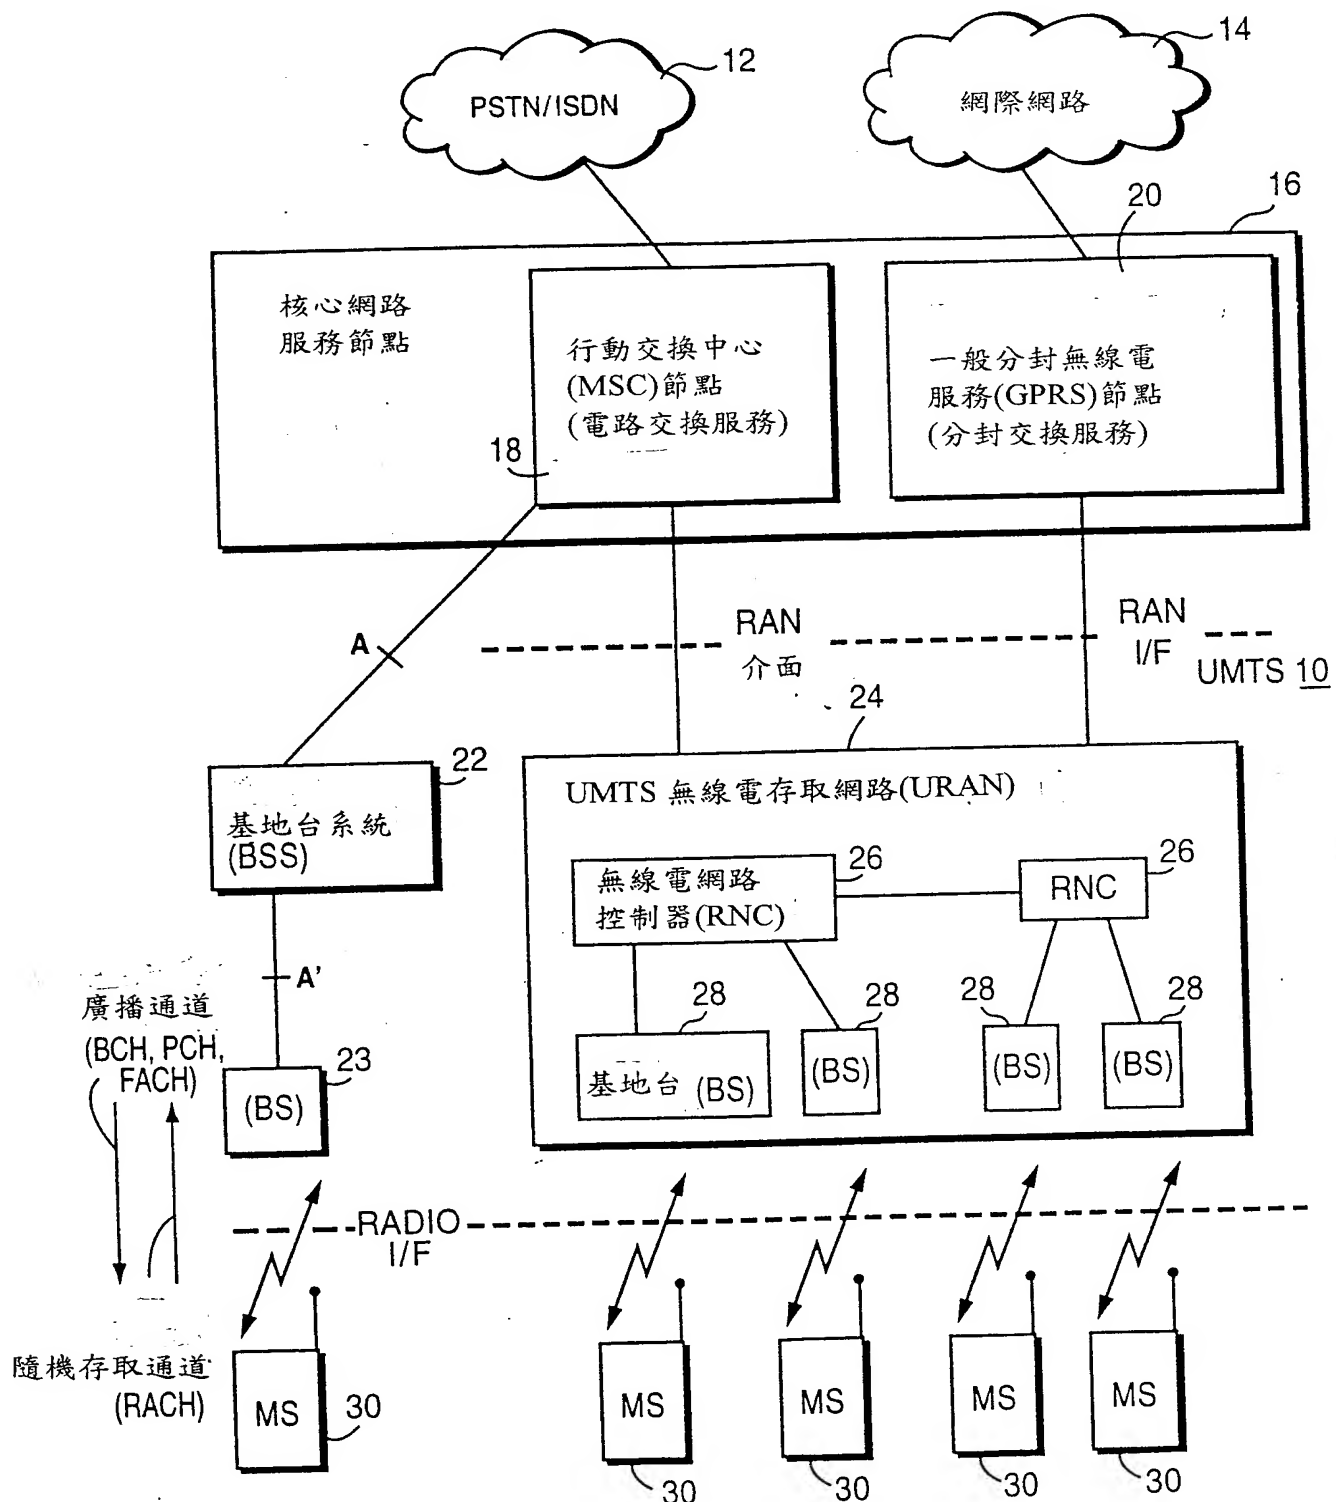 12
PSTN/ISDN
14
網際網路
20
16
核心網路
服務節點
行動交換中心
(MSC)節點
(電路交換服務)
18
一般分封無線電
服務(GPRS)節點
(分封交換服務)
A
RAN
介面
RAN
I/F
UMTS 10
24
22
基地台系統
(BSS)
UMTS 無線電存取網路(URAN)
26
無線電網路
控制器(RNC)
26
RNC
A'
廣播通道
(BCH, PCH,
FACH)
23
(BS)
28
基地台 (BS)
28
(BS)
28
(BS)
28
(BS)
RADIO
I/F
隨機存取通道
(RACH)
MS
30
MS
30
MS
30
MS
30
MS
30